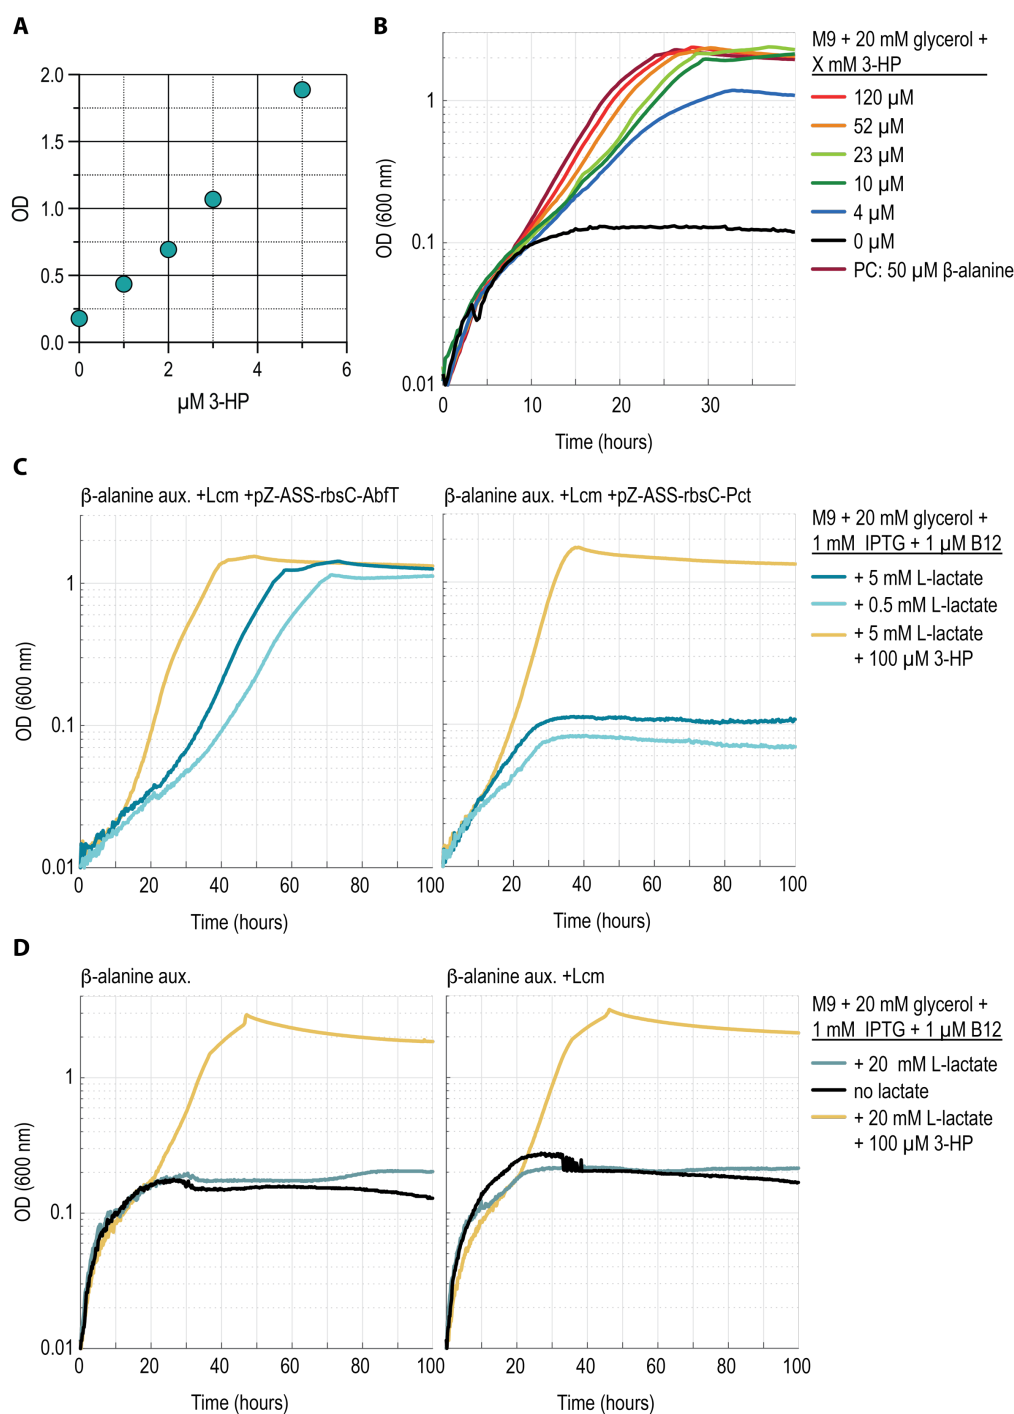 A
2.0
1.5
1.0
0.5
0.0
OD
0
2
4
6
µM 3-HP
B
1
0.1
0.01
OD (600 nm)
0
10
20
30
Time (hours)
M9 + 20 mM glycerol +
X mM 3-HP
120 µM
52 µM
23 µM
10 µM
4 µM
0 µM
PC: 50 µM β-alanine
C
β-alanine aux. +Lcm +pZ-ASS-rbsC-AbfT
1
0.1
0.01
OD (600 nm)
0
20
40
60
80
100
Time (hours)
β-alanine aux. +Lcm +pZ-ASS-rbsC-Pct
20
40
60
80
100
Time (hours)
M9 + 20 mM glycerol +
1 mM IPTG + 1 µM B12
+ 5 mM L-lactate
+ 0.5 mM L-lactate
+ 5 mM L-lactate
+ 100 µM 3-HP
D
β-alanine aux.
1
0.1
0.01
OD (600 nm)
0
20
40
60
80
100
Time (hours)
β-alanine aux. +Lcm
0
20
40
60
80
100
Time (hours)
M9 + 20 mM glycerol +
1 mM IPTG + 1 µM B12
+ 20 mM L-lactate
no lactate
+ 20 mM L-lactate
+ 100 µM 3-HP